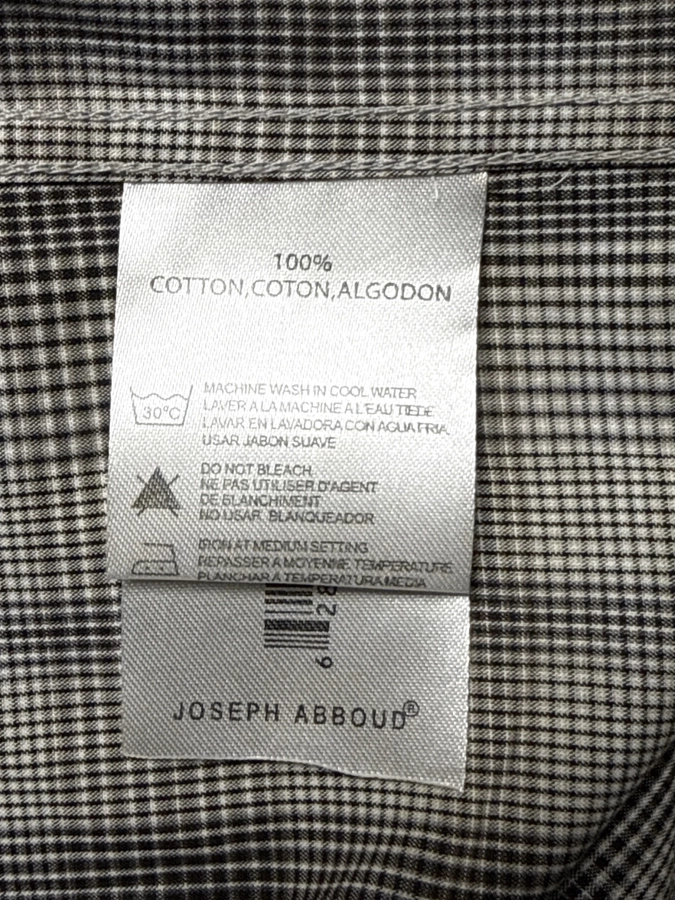 100%
COTTON,COTON,ALGODON
30°C
MACHINE WASH IN COOL WATER
LAVER A LA MACHINE A L'EAU TIEDE
LAVAR EN LAVADORA CON AGUA FRIA,
USAR JABON SUAVE
DO NOT BLEACH,
NE PAS UTILISER D'AGENT
DE BLANCHIMENT
NO USAR BLANQUEADOR
IRON AT MEDIUM SETTING
REPASSER A MOYENNE TEMPERATURE
PLANCHAR A TEMPERATURA MEDIA
28
9
JOSEPH ABBOUD®